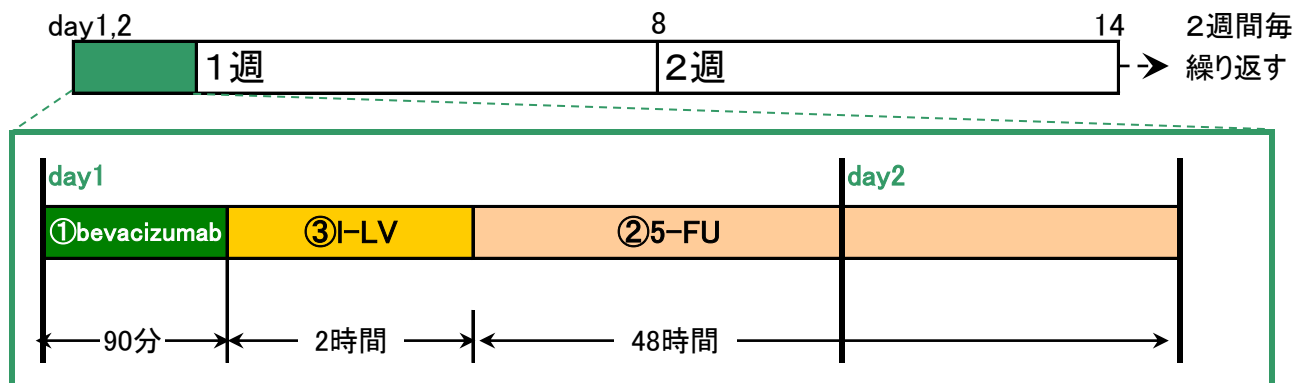 day1,2
8
14
2週間毎
1週
2週
繰り返す
day1
day2
①bevacizumab
③l-LV
②5-FU
90分
2時間
48時間